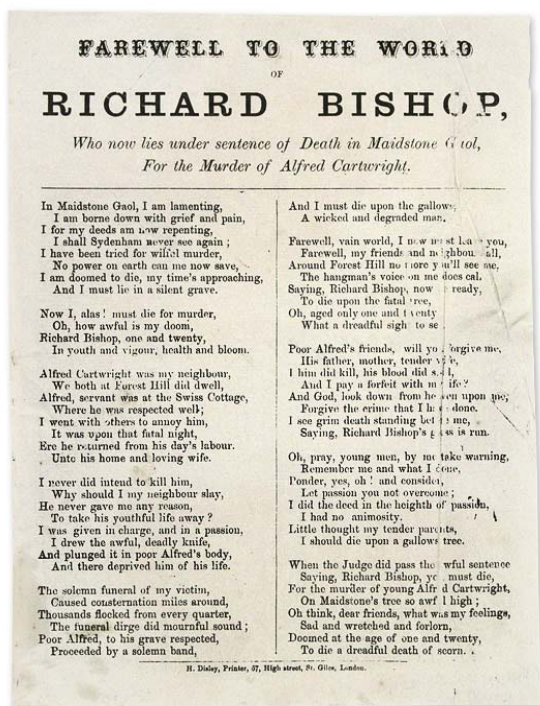 FAREWELL TO THE WORLD
OF
RICHARD BISHOP,
Who now lies under sentence of Death in Maidstone Gaol,
For the Murder of Alfred Cartwright.
In Maidstone Gaol, I am lamenting,
I am borne down with grief and pain,
I for my deeds am now repenting,
I shall Sydenham never see again ;
I have been tried for wilful murder,
No power on earth can me now save,
I am doomed to die, my time's approaching,
And I must lie in a silent grave.
Now I, alas ! must die for murder,
Oh, how awful is my doom,
Richard Bishop, one and twenty,
In youth and vigour, health and bloom.
Alfred Cartwright was my neighbour,
We both at Forest Hill did dwell,
Alfred, servant was at the Swiss Cottage,
Where he was respected well;
I went with others to annoy him,
It was upon that fatal night,
Ere he returned from his day's labour.
Unto his home and loving wife.
I never did intend to kill him,
Why should I my neighbour slay,
He never gave me any reason,
To take his youthful life away ?
I was given in charge, and in a passion,
I drew the awful, deadly knife,
And plunged it in poor Alfred's body,
And there deprived him of his life.
The solemn funeral of my victim,
Caused consternation miles around,
Thousands flocked from every quarter,
The funeral dirge did mournful sound ;
Poor Alfred, to his grave respected,
Proceeded by a solemn band,
And I must die upon the gallows,
A wicked and degraded man.
Farewell, vain world, I now must leave you,
Farewell, my friends and neighbours all,
Around Forest Hill no more you'll see me,
The hangman's voice on me does cal.
Saying, Richard Bishop, now ready,
To die upon the fatal tree,
Oh, aged only one and twenty
What a dreadful sight to se
Poor Alfred's friends, will you forgive me,
His father, mother, tender wife,
I him did kill, his blood did
And I pay a forfeit with my life?
And God, look down from heaven upon me,
Forgive the crime that I have done.
I see grim death standing before me,
Saying, Richard Bishop's glass is run.
Oh, pray, young men, by me take warning,
Remember me and what I done,
Ponder, yes, oh ! and consider,
Let passion you not overcome ;
I did the deed in the heigth of passion,
I had no animosity.
Little thought my tender parents,
I should die upon a gallows tree.
When the Judge did pass the awful sentence
Saying, Richard Bishop, you must die,
For the murder of young Alfred Cartwright,
On Maidstone's tree so awful high ;
Oh think, dear friends, what was my feelings,
Sad and wretched and forlorn,
Doomed at the age of one and twenty,
To die a dreadful death of scorn.
H. Disley, Printer, 57, High street, St. Giles, London.